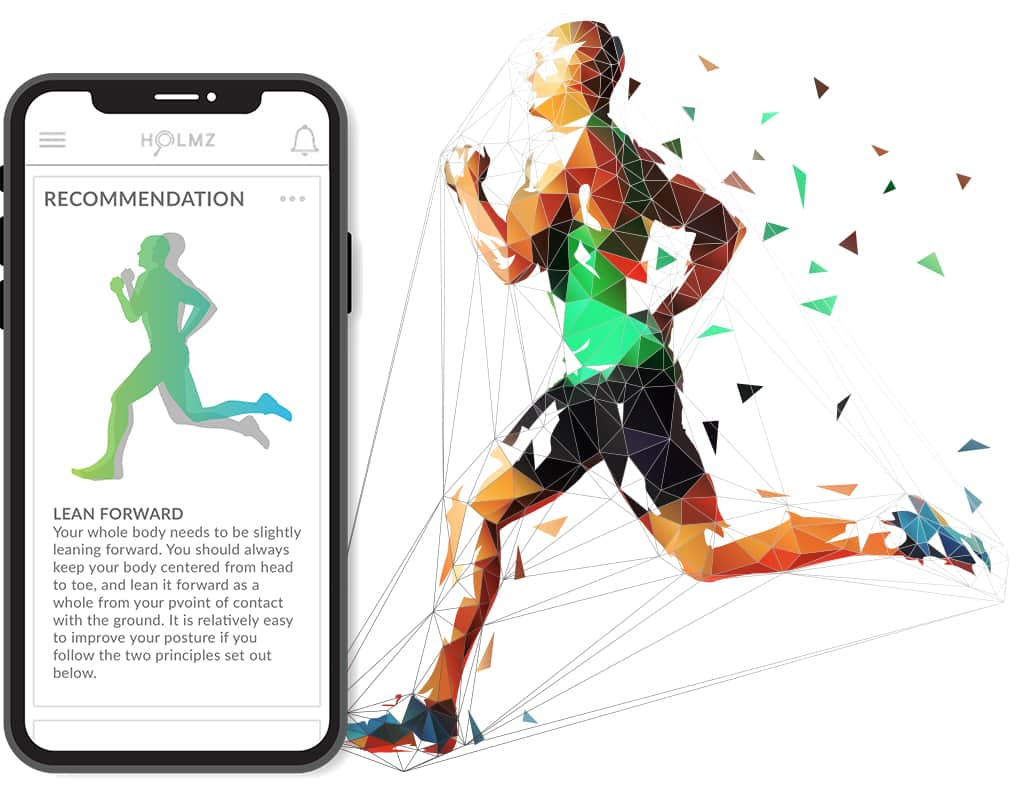 HOLMZ
RECOMMENDATION
LEAN FORWARD
Your whole body needs to be slightly
leaning forward. You should always
keep your body centered from head
to toe, and lean it forward as a
whole from your pvoint of contact
with the ground. It is relatively easy
to improve your posture if you
follow the two principles set out
below.